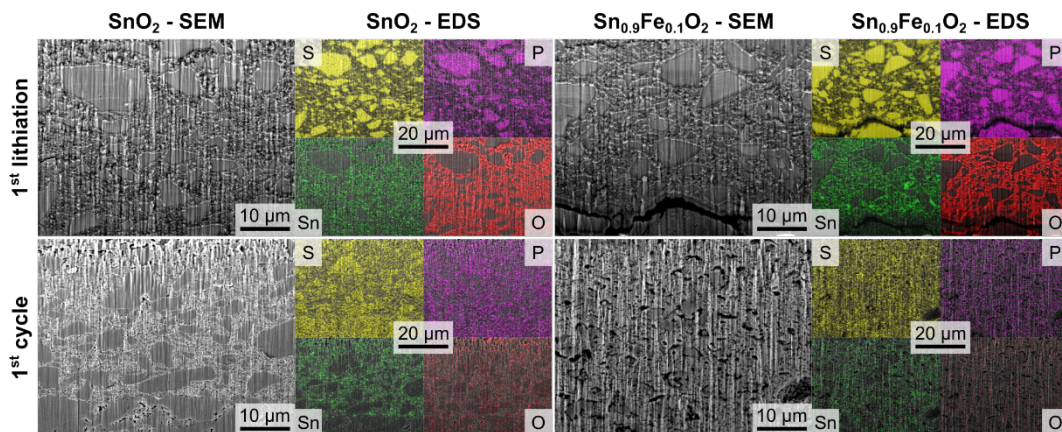 SnO₂ - SEM
SnO₂ - EDS
Sn₀.₉Fe₀.₁O₂ - SEM
Sn₀.₉Fe₀.₁O₂ - EDS
1ˢᵗ lithiation
S
P
20 µm
10 µm
Sn
O
S
P
20 µm
10 µm
Sn
O
1ˢᵗ cycle
S
P
20 µm
10 µm
Sn
O
S
P
20 µm
10 µm
Sn
O